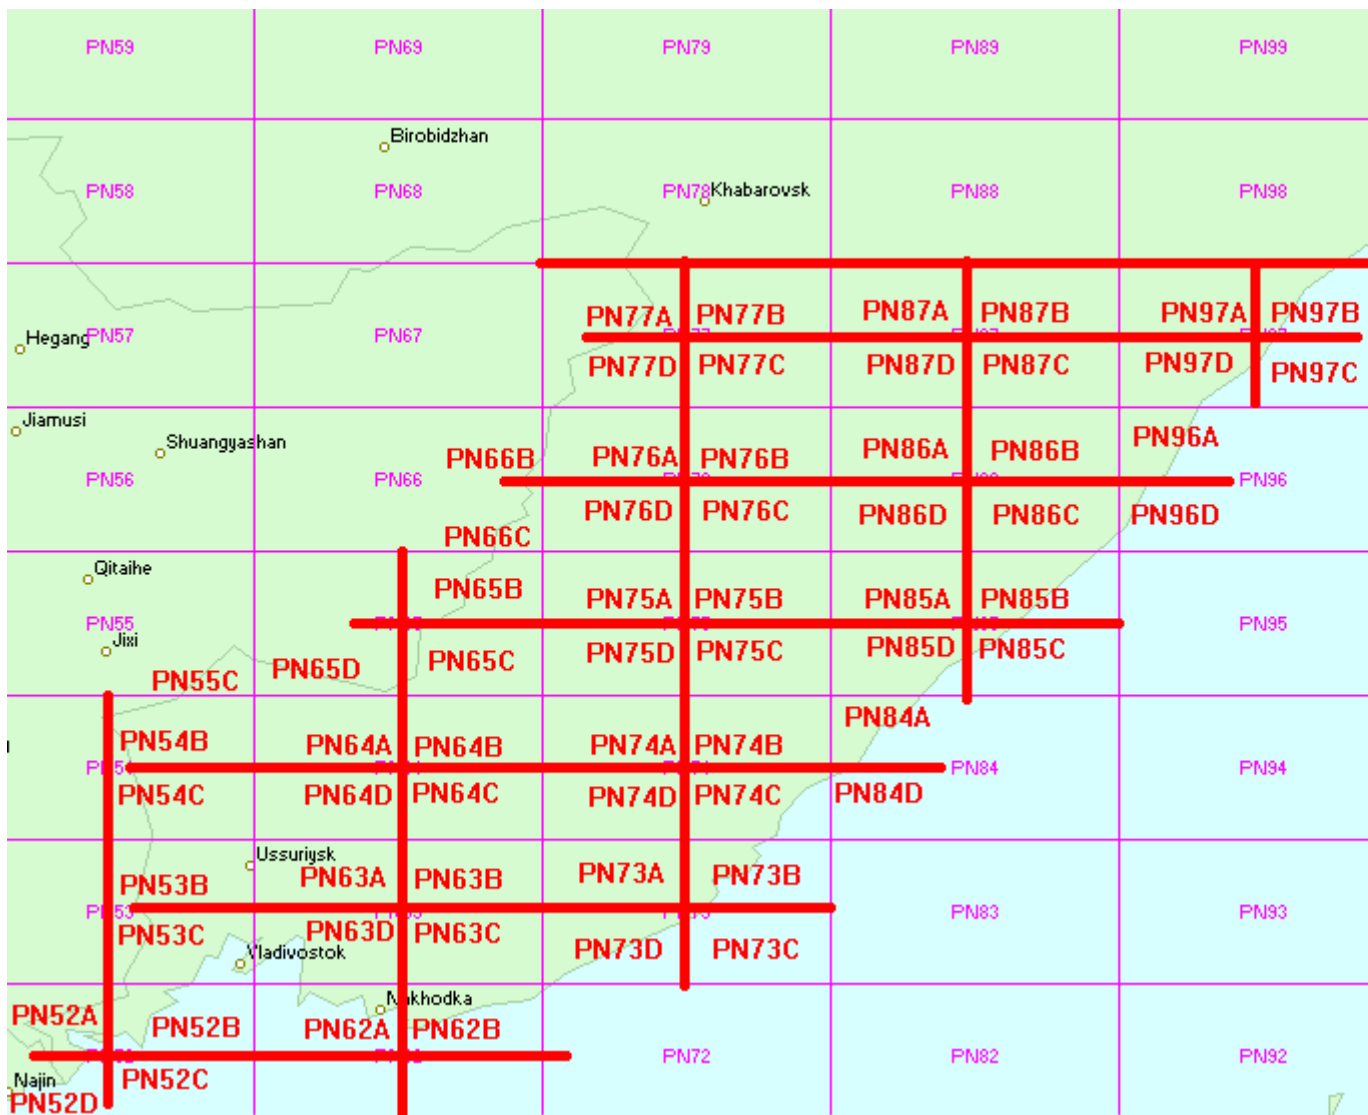 PN59 PN69 PN79 PN89 PN99
Birobidzhan
PN58 PN68 PN78 Khabarovsk PN88 PN98
PN77A PN77B PN87A PN87B PN97A PN97B
Hegang PN57 PN67
PN77D PN77C PN87D PN87C PN97D PN97C
Jiamusi
Shuangyashan
PN66B PN76A PN76B PN86A PN86B PN96A
PN56 PN66 PN96
PN66C PN76D PN76C PN86D PN86C PN96D
Qitaihe
PN65B PN75A PN75B PN85A PN85B
PN55 PN95
Jixi
PN55C PN65D PN65C PN75D PN75C PN85D PN85C
PN54B PN64A PN64B PN74A PN74B PN84A
PN84 PN94
PN54C PN64D PN64C PN74D PN74C PN84D
Ussuriysk
PN53B PN63A PN63B PN73A PN73B
PN83 PN93
PN53C PN63D PN63C PN73D PN73C
Vladivostok
Nakhodka
PN52A PN52B PN62A PN62B
PN72 PN82 PN92
Najin PN52C
PN52D